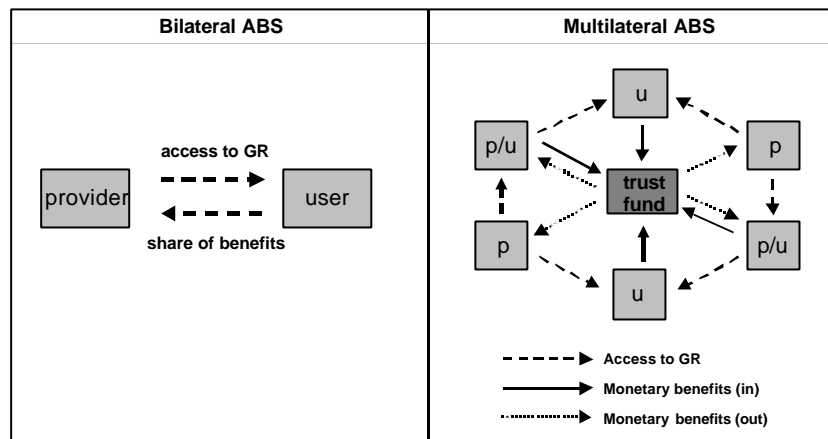 Bilateral ABS
Multilateral ABS
access to GR
provider
user
share of benefits
u
p/u
p
trust
fund
p
p/u
u
Access to GR
Monetary benefits (in)
Monetary benefits (out)